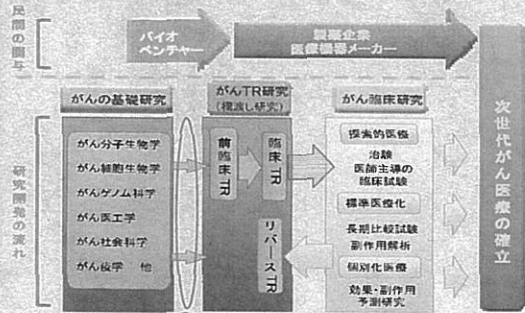 民間の関与
バイオ
ベンチャー
製薬企業
医療機器メーカー
研究開発の流れ
がんの基礎研究
がん分子生物学
がん細胞生物学
がんゲノム科学
がん医工学
がん社会科学
がん疫学 他
がんTR研究
(橋渡し研究)
前臨床TR
臨床TR
リバースTR
がん臨床研究
探索的医療
治験
医師主導の
臨床試験
標準医療化
長期比較試験
副作用解析
個別化医療
効果・副作用
予測研究
次世代がん医療の確立